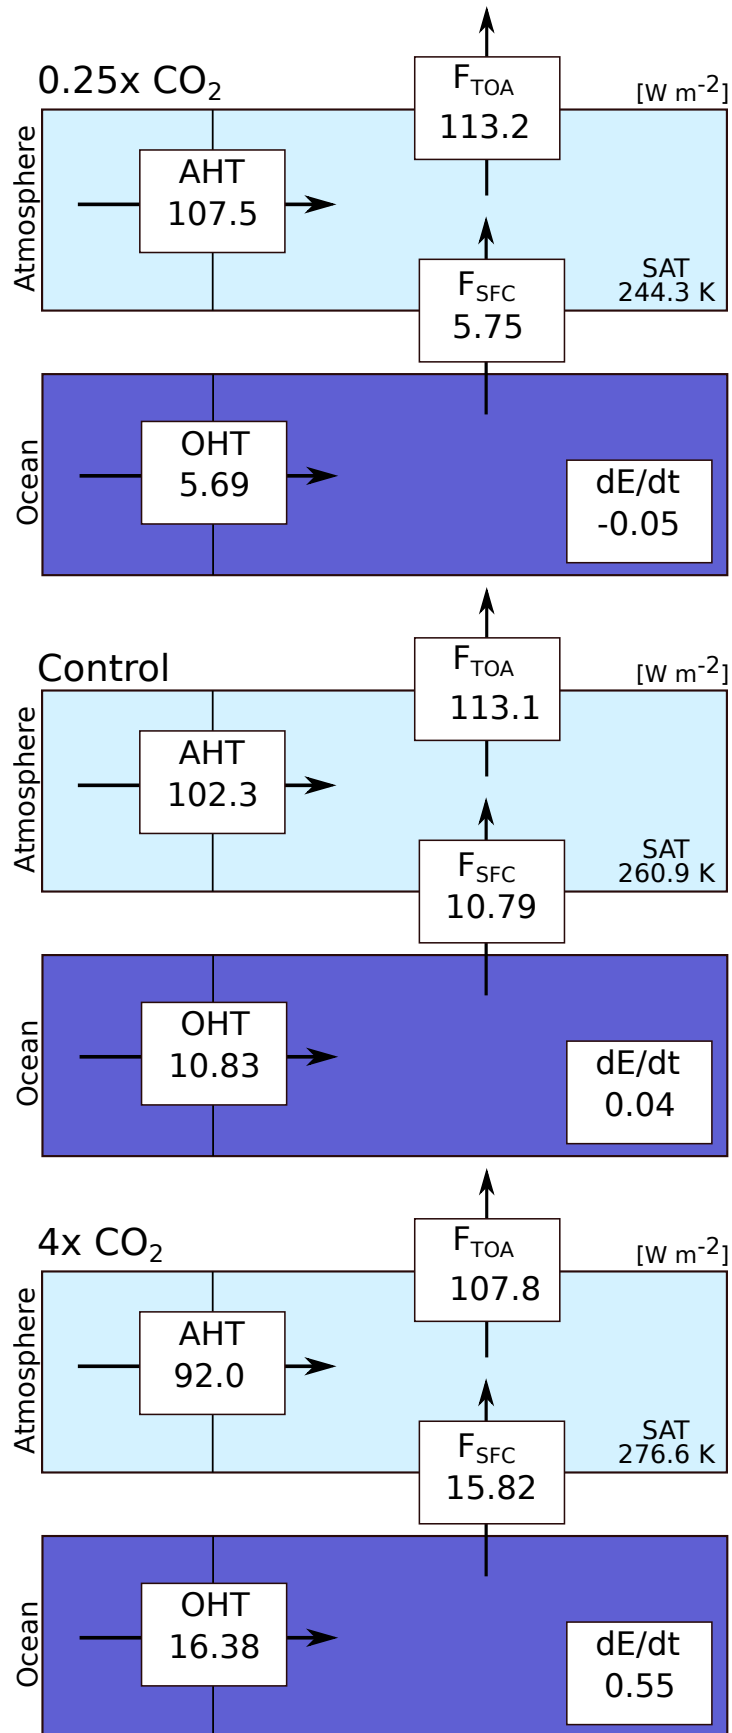 0.25x CO₂
[W m⁻²]
F_TOA
113.2
Atmosphere
AHT
107.5
F_SFC
5.75
SAT
244.3 K
Ocean
OHT
5.69
dE/dt
-0.05
Control
[W m⁻²]
F_TOA
113.1
Atmosphere
AHT
102.3
F_SFC
10.79
SAT
260.9 K
Ocean
OHT
10.83
dE/dt
0.04
4x CO₂
[W m⁻²]
F_TOA
107.8
Atmosphere
AHT
92.0
F_SFC
15.82
SAT
276.6 K
Ocean
OHT
16.38
dE/dt
0.55